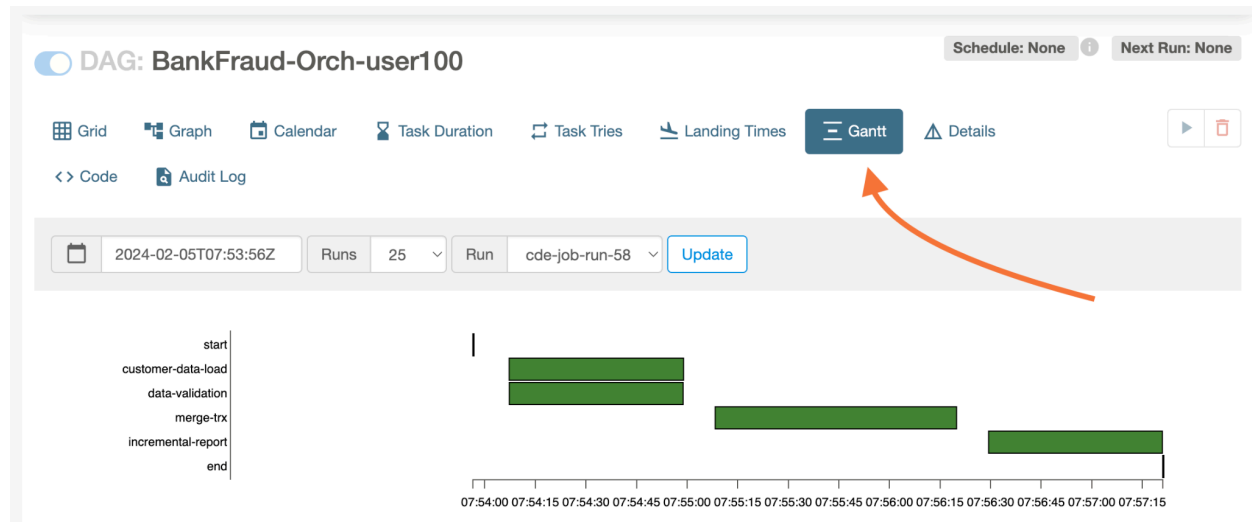 DAG: BankFraud-Orch-user100
Schedule: None
Next Run: None
Grid
Graph
Calendar
Task Duration
Task Tries
Landing Times
Gantt
Details
<> Code
Audit Log
2024-02-05T07:53:56Z
Runs
25
Run
cde-job-run-58
Update
start
customer-data-load
data-validation
merge-trx
incremental-report
end
07:54:00 07:54:15 07:54:30 07:54:45 07:55:00 07:55:15 07:55:30 07:55:45 07:56:00 07:56:15 07:56:30 07:56:45 07:57:00 07:57:15